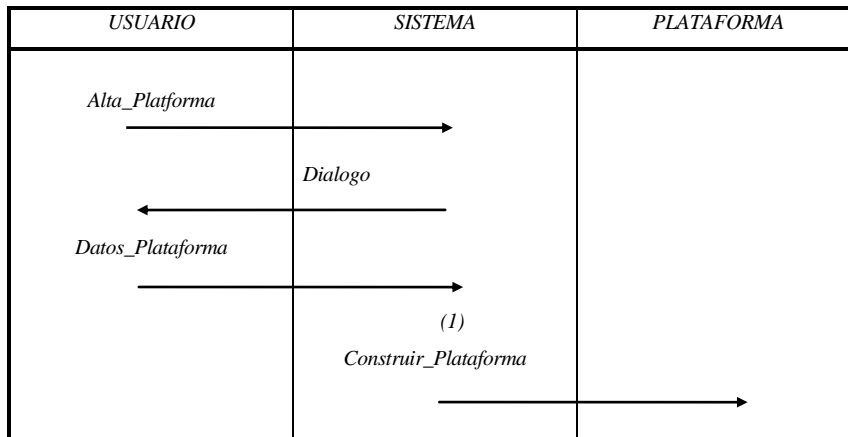 USUARIO SISTEMA PLATAFORMA
Alta_Platforma
Dialogo
Datos_Plataforma
(1)
Construir_Plataforma